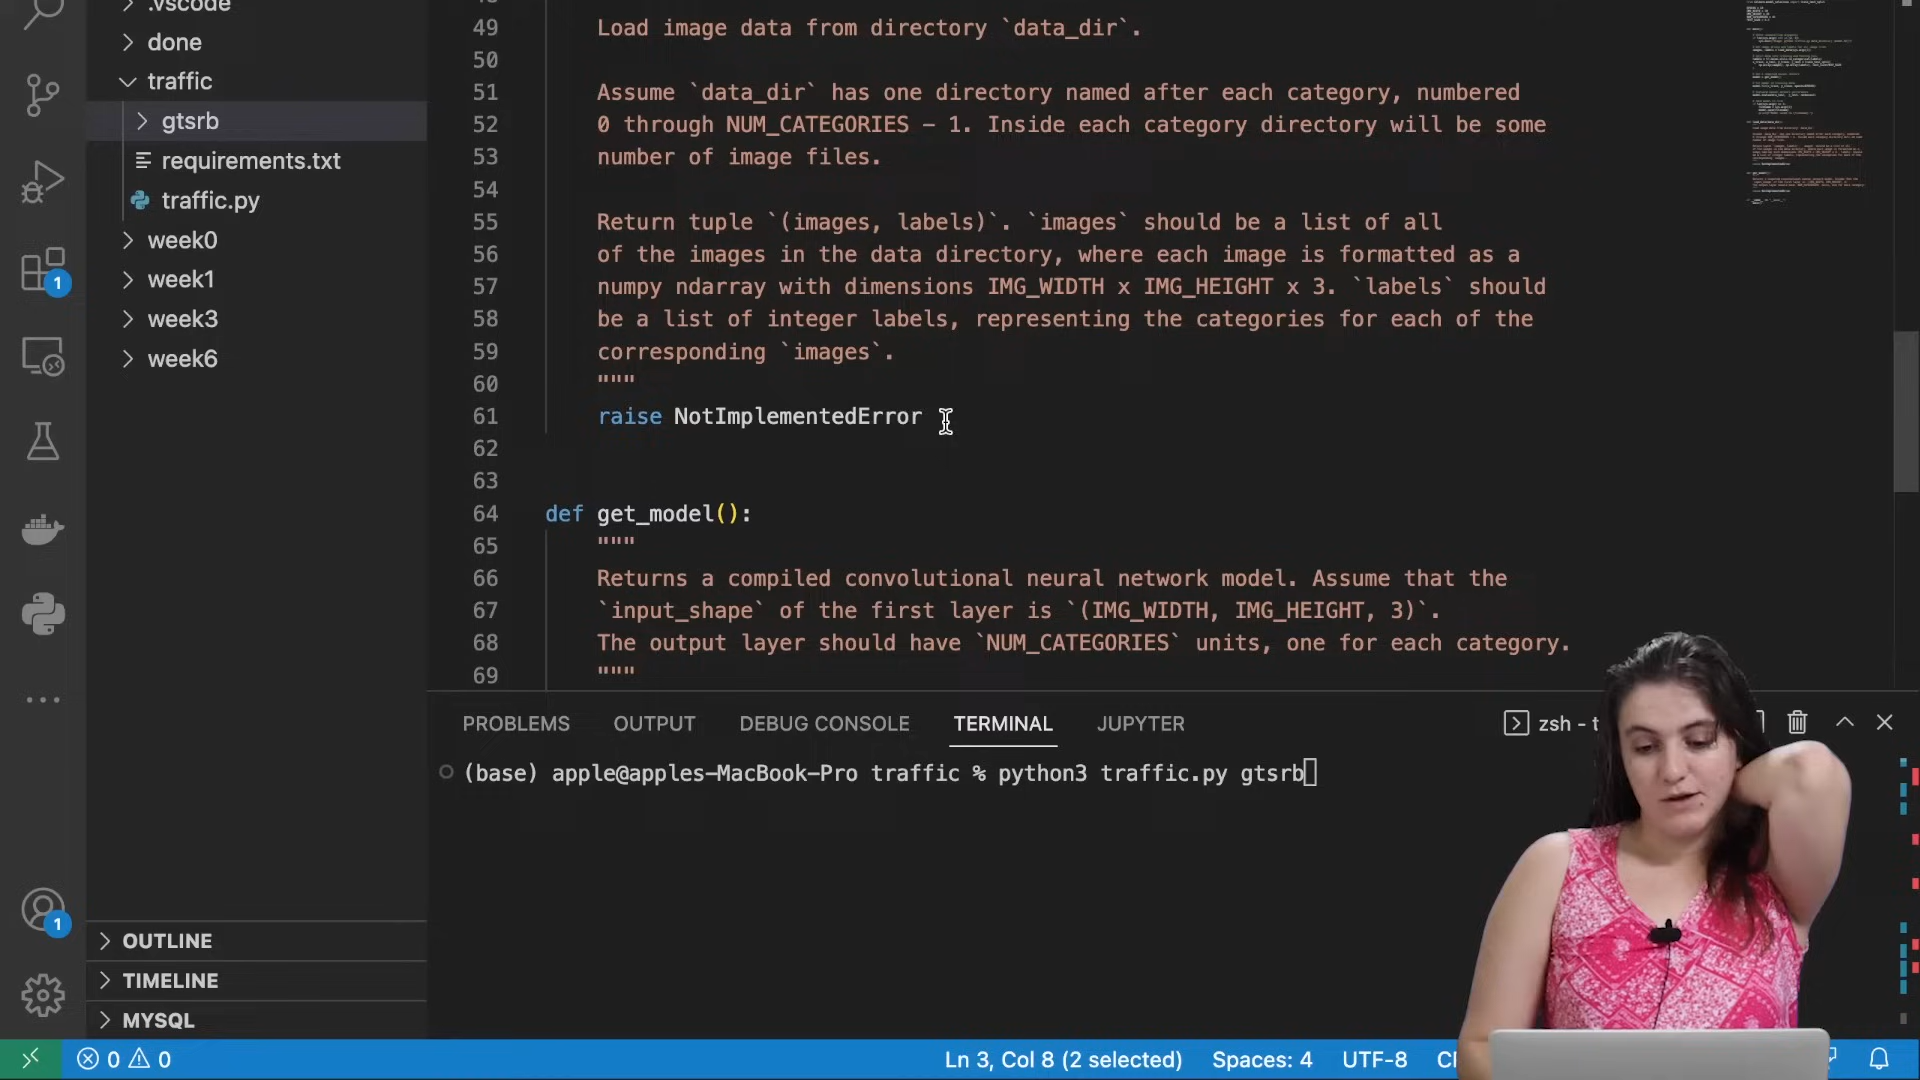 .vscode
done
traffic
gtsrb
requirements.txt
traffic.py
week0
week1
week3
week6
OUTLINE
TIMELINE
MYSQL
1
1
49 Load image data from directory `data_dir`.
50
51 Assume `data_dir` has one directory named after each category, numbered
52 0 through NUM_CATEGORIES - 1. Inside each category directory will be some
53 number of image files.
54
55 Return tuple `(images, labels)`. `images` should be a list of all
56 of the images in the data directory, where each image is formatted as a
57 numpy ndarray with dimensions IMG_WIDTH x IMG_HEIGHT x 3. `labels` should
58 be a list of integer labels, representing the categories for each of the
59 corresponding `images`.
60 """
61 raise NotImplementedError
62
63
64 def get_model():
65 """
66 Returns a compiled convolutional neural network model. Assume that the
67 `input_shape` of the first layer is `(IMG_WIDTH, IMG_HEIGHT, 3)`.
68 The output layer should have `NUM_CATEGORIES` units, one for each category.
69 """
PROBLEMS OUTPUT DEBUG CONSOLE TERMINAL JUPYTER zsh - t
(base) apple@apples-MacBook-Pro traffic % python3 traffic.py gtsrb
0 0 Ln 3, Col 8 (2 selected) Spaces: 4 UTF-8